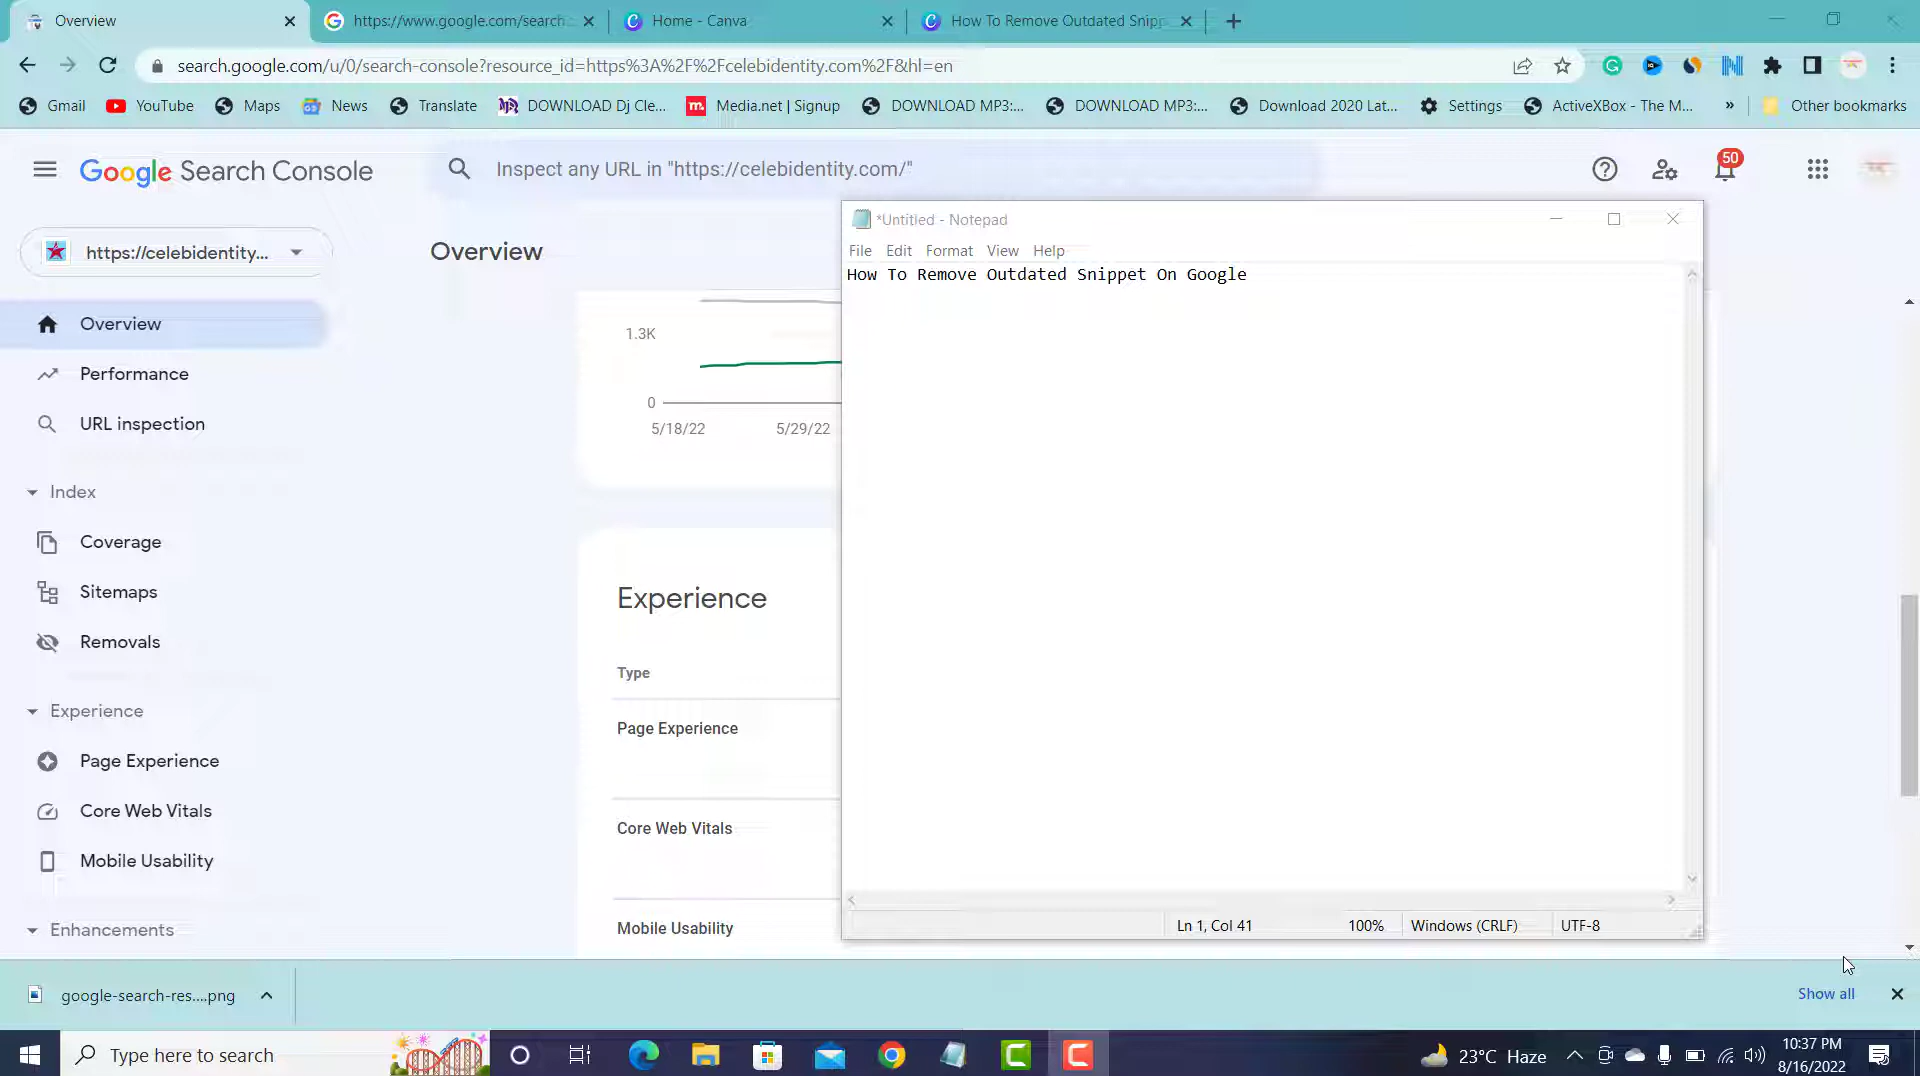 Overview
https://www.google.com/search
Home - Canva
How To Remove Outdated Snipp
search.google.com/u/0/search-console?resource_id=https%3A%2F%2Fcelebidentity.com%2F&hl=en
Gmail
YouTube
Maps
News
Translate
DOWNLOAD Dj Cle...
Media.net | Signup
DOWNLOAD MP3:...
DOWNLOAD MP3:...
Download 2020 Lat...
Settings
ActiveXBox - The M...
»
Other bookmarks
Google Search Console
Inspect any URL in "https://celebidentity.com/"
50
https://celebidentity...
Overview
*Untitled - Notepad
File Edit Format View Help
How To Remove Outdated Snippet On Google
Overview
Performance
URL inspection
Index
Coverage
Sitemaps
Removals
Experience
Page Experience
Core Web Vitals
Mobile Usability
Enhancements
1.3K
0
5/18/22
5/29/22
Experience
Type
Page Experience
Core Web Vitals
Mobile Usability
Ln 1, Col 41
100%
Windows (CRLF)
UTF-8
google-search-res....png
Show all
Type here to search
23°C Haze
10:37 PM
8/16/2022